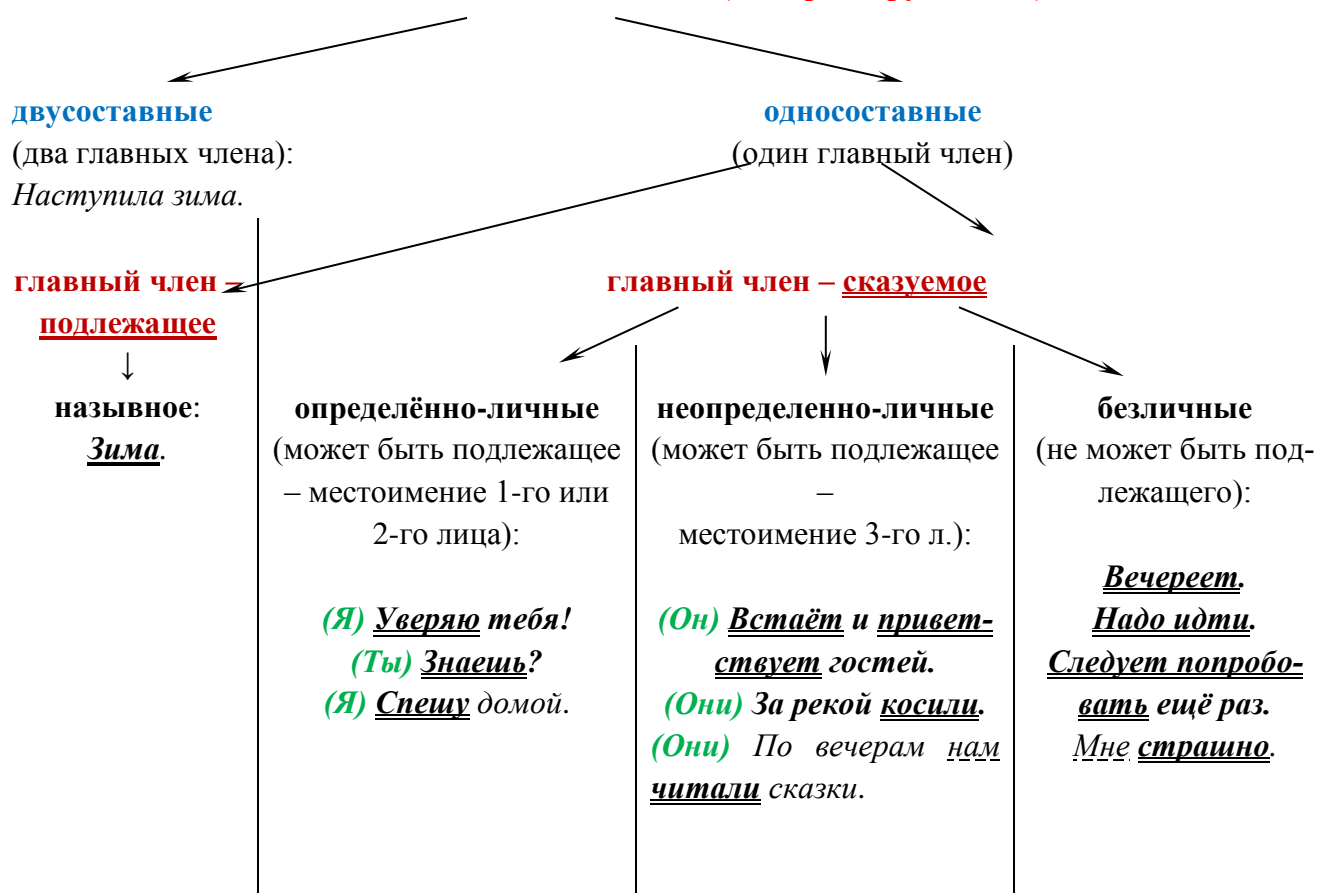 двусоставные
(два главных члена):
Наступила зима.
односоставные
(один главный член)
главный член –
подлежащее
↓
назывное:
Зима.
главный член – сказуемое
определённо-личные
(может быть подлежащее
– местоимение 1-го или
2-го лица):
(Я) Уверяю тебя!
(Ты) Знаешь?
(Я) Спешу домой.
неопределенно-личные
(может быть подлежащее
–
местоимение 3-го л.):
(Он) Встаёт и привет-
ствует гостей.
(Они) За рекой косили.
(Они) По вечерам нам
читали сказки.
безличные
(не может быть под-
лежащего):
Вечереет.
Надо идти.
Следует попробо-
вать ещё раз.
Мне страшно.